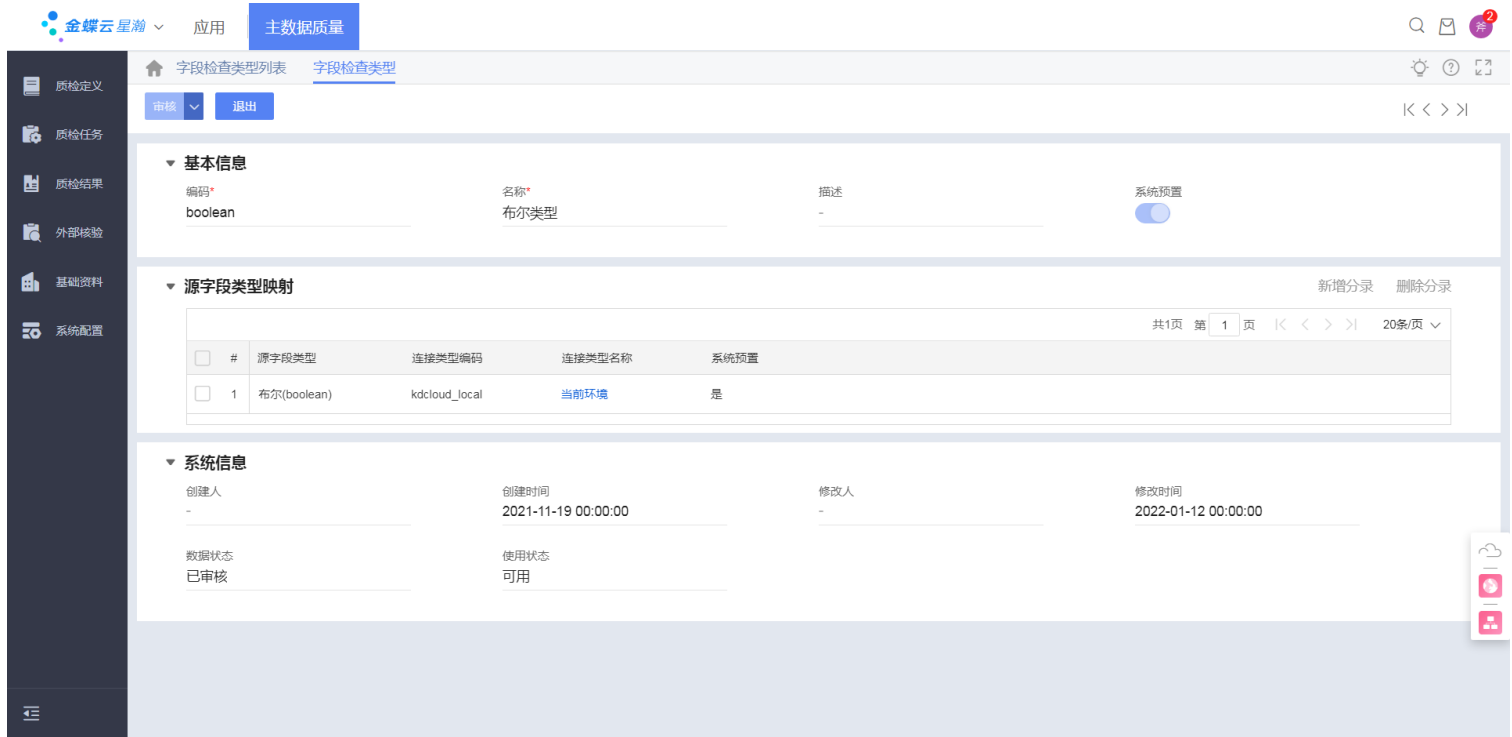 金蝶云 星瀚 应用 主数据质量 斧 2
字段检查类型列表 字段检查类型
质检定义
质检任务
质检结果
外部核验
基础资料
系统配置
审核 退出
基本信息
编码* 名称* 描述 系统预置
boolean 布尔类型 -
源字段类型映射 新增分录 删除分录
共1页 第 1 页 20条/页
# 源字段类型 连接类型编码 连接类型名称 系统预置
1 布尔(boolean) kdcloud_local 当前环境 是
系统信息
创建人 创建时间 修改人 修改时间
- 2021-11-19 00:00:00 - 2022-01-12 00:00:00
数据状态 使用状态
已审核 可用